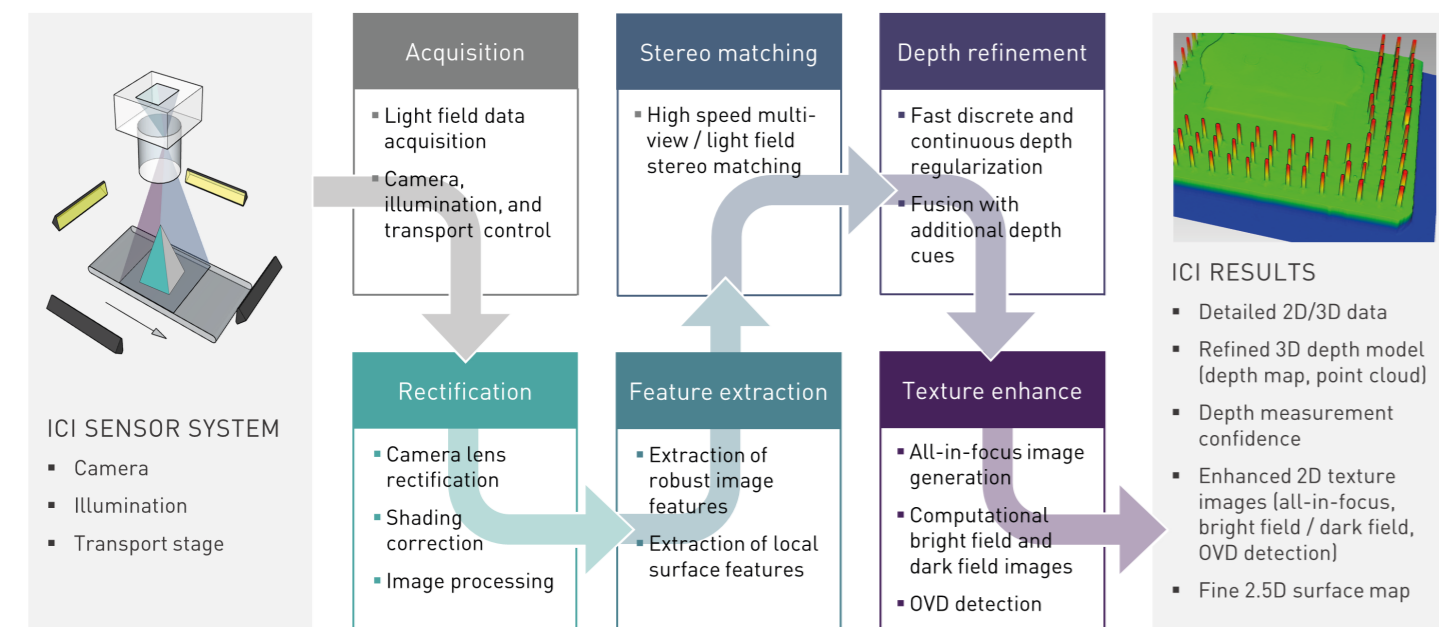 ICI SENSOR SYSTEM
▪ Camera
▪ Illumination
▪ Transport stage
Acquisition
▪ Light field data
acquisition
▪ Camera,
illumination, and
transport control
Rectification
▪ Camera lens
rectification
▪ Shading
correction
▪ Image processing
Feature extraction
▪ Extraction of
robust image
features
▪ Extraction of local
surface features
Stereo matching
▪ High speed multi-
view / light field
stereo matching
Depth refinement
▪ Fast discrete and
continuous depth
regularization
▪ Fusion with
additional depth
cues
Texture enhance
▪ All-in-focus image
generation
▪ Computational
bright field and
dark field images
▪ OVD detection
ICI RESULTS
▪ Detailed 2D/3D data
▪ Refined 3D depth model
(depth map, point cloud)
▪ Depth measurement
confidence
▪ Enhanced 2D texture
images (all-in-focus,
bright field / dark field,
OVD detection)
▪ Fine 2.5D surface map